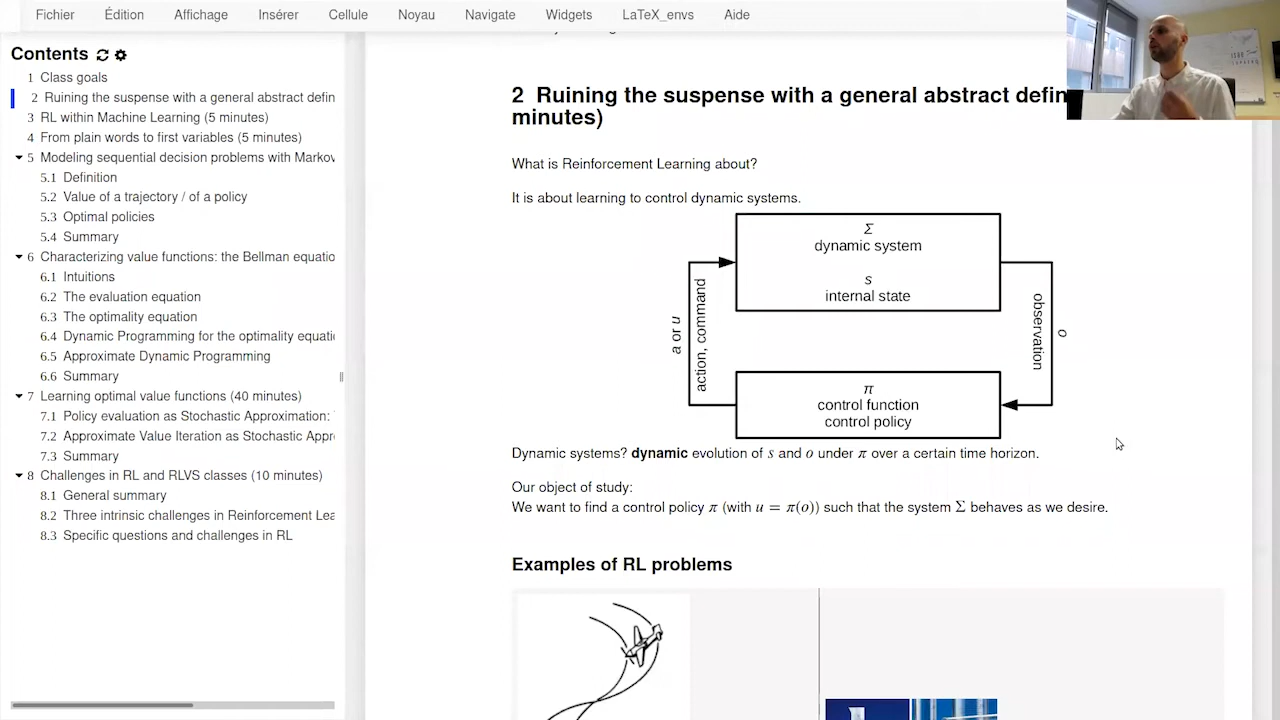 Fichier Édition Affichage Insérer Cellule Noyau Navigate Widgets LaTeX_envs Aide
Contents
1 Class goals
2 Ruining the suspense with a general abstract defin
3 RL within Machine Learning (5 minutes)
4 From plain words to first variables (5 minutes)
5 Modeling sequential decision problems with Markov
5.1 Definition
5.2 Value of a trajectory / of a policy
5.3 Optimal policies
5.4 Summary
6 Characterizing value functions: the Bellman equatio
6.1 Intuitions
6.2 The evaluation equation
6.3 The optimality equation
6.4 Dynamic Programming for the optimality equati
6.5 Approximate Dynamic Programming
6.6 Summary
7 Learning optimal value functions (40 minutes)
7.1 Policy evaluation as Stochastic Approximation:
7.2 Approximate Value Iteration as Stochastic Appr
7.3 Summary
8 Challenges in RL and RLVS classes (10 minutes)
8.1 General summary
8.2 Three intrinsic challenges in Reinforcement Lea
8.3 Specific questions and challenges in RL
2 Ruining the suspense with a general abstract defin
minutes)
What is Reinforcement Learning about?
It is about learning to control dynamic systems.
Σ
dynamic system
s
internal state
a or u
action, command
observation
o
π
control function
control policy
Dynamic systems? dynamic evolution of s and o under π over a certain time horizon.
Our object of study:
We want to find a control policy π (with u = π(o)) such that the system Σ behaves as we desire.
Examples of RL problems